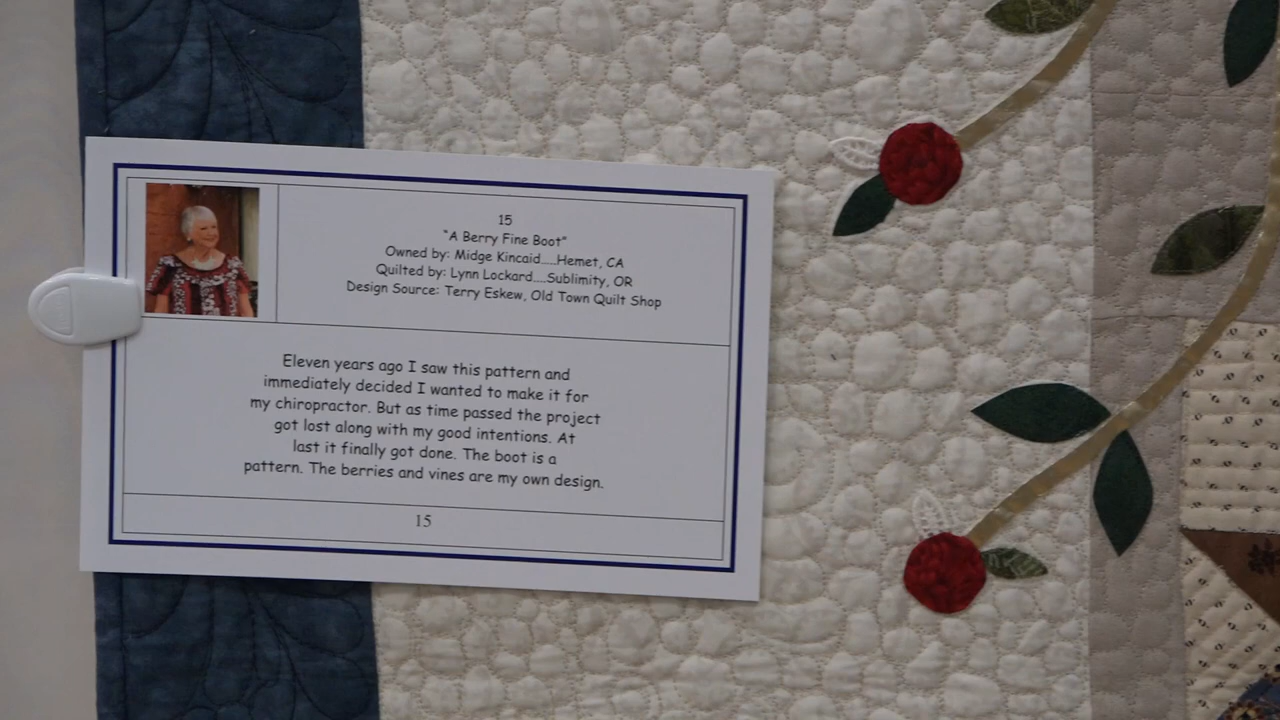 15
"A Berry Fine Boot"
Owned by: Midge Kincaid....Hemet, CA
Quilted by: Lynn Lockard....Sublimity, OR
Design Source: Terry Eskew, Old Town Quilt Shop
Eleven years ago I saw this pattern and
immediately decided I wanted to make it for
my chiropractor. But as time passed the project
got lost along with my good intentions. At
last it finally got done. The boot is a
pattern. The berries and vines are my own design.
15